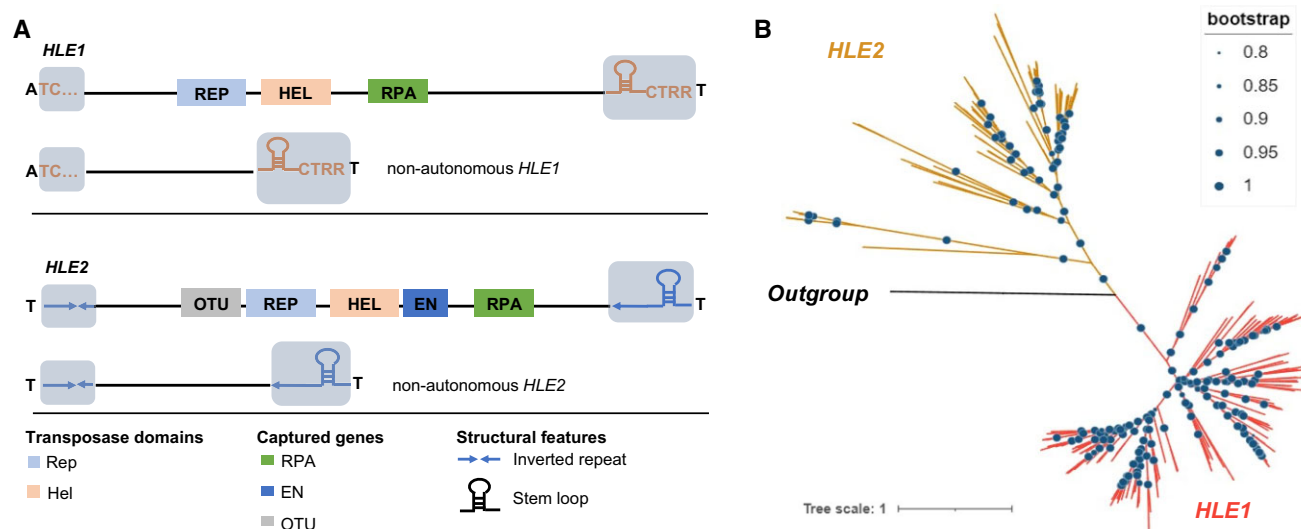 A
HLE1
ATC...
REP
HEL
RPA
CTRR T
ATC...
CTRR T
non-autonomous HLE1
HLE2
T
OTU
REP
HEL
EN
RPA
T
T
T
non-autonomous HLE2
Transposase domains
Rep
Hel
Captured genes
RPA
EN
OTU
Structural features
Inverted repeat
Stem loop
B
HLE2
bootstrap
0.8
0.85
0.9
0.95
1
Outgroup
Tree scale: 1
HLE1